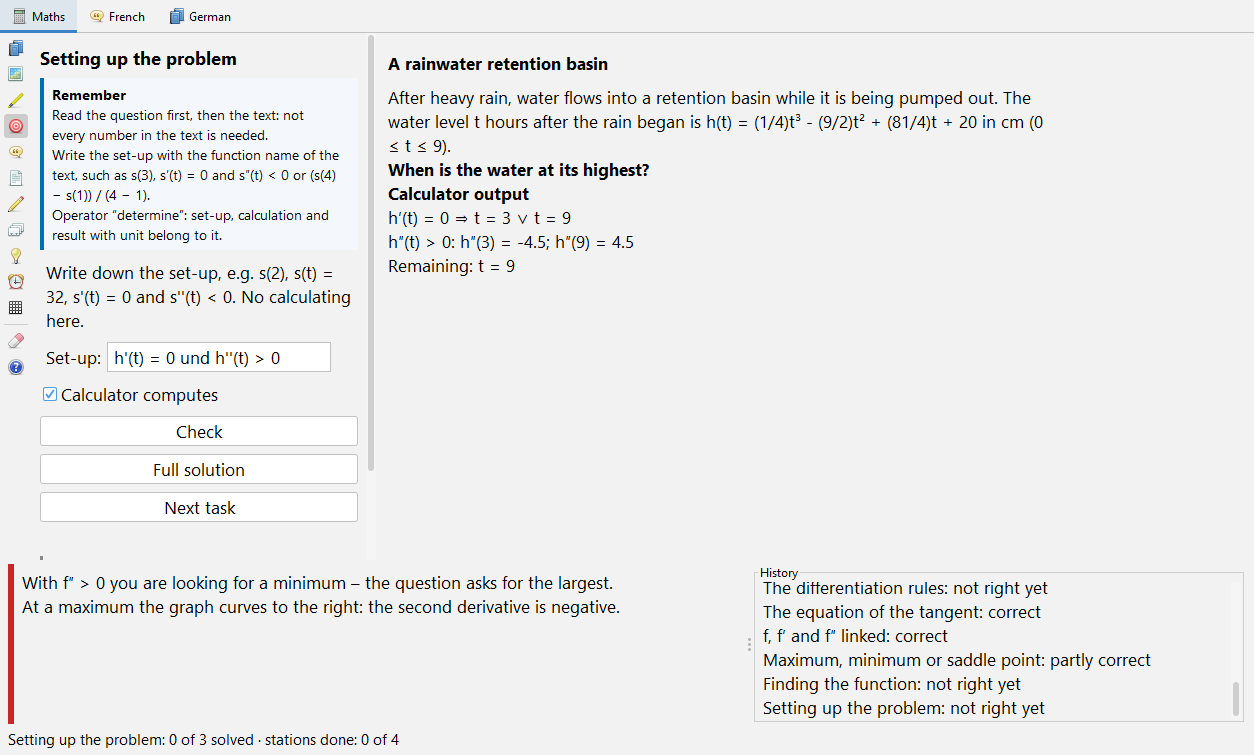 Maths
French
German
Setting up the problem
Remember
Read the question first, then the text: not
every number in the text is needed.
Write the set-up with the function name of the
text, such as s(3), s′(t) = 0 and s″(t) < 0 or (s(4)
− s(1)) / (4 − 1).
Operator “determine”: set-up, calculation and
result with unit belong to it.
Write down the set-up, e.g. s(2), s(t) =
32, s'(t) = 0 and s''(t) < 0. No calculating
here.
Set-up: h'(t) = 0 und h''(t) > 0
Calculator computes
Check
Full solution
Next task
A rainwater retention basin
After heavy rain, water flows into a retention basin while it is being pumped out. The
water level t hours after the rain began is h(t) = (1/4)t³ - (9/2)t² + (81/4)t + 20 in cm (0
≤ t ≤ 9).
When is the water at its highest?
Calculator output
h′(t) = 0 ⇒ t = 3 ∨ t = 9
h″(t) > 0: h″(3) = -4.5; h″(9) = 4.5
Remaining: t = 9
With f″ > 0 you are looking for a minimum – the question asks for the largest.
At a maximum the graph curves to the right: the second derivative is negative.
History
The differentiation rules: not right yet
The equation of the tangent: correct
f, f′ and f″ linked: correct
Maximum, minimum or saddle point: partly correct
Finding the function: not right yet
Setting up the problem: not right yet
Setting up the problem: 0 of 3 solved · stations done: 0 of 4